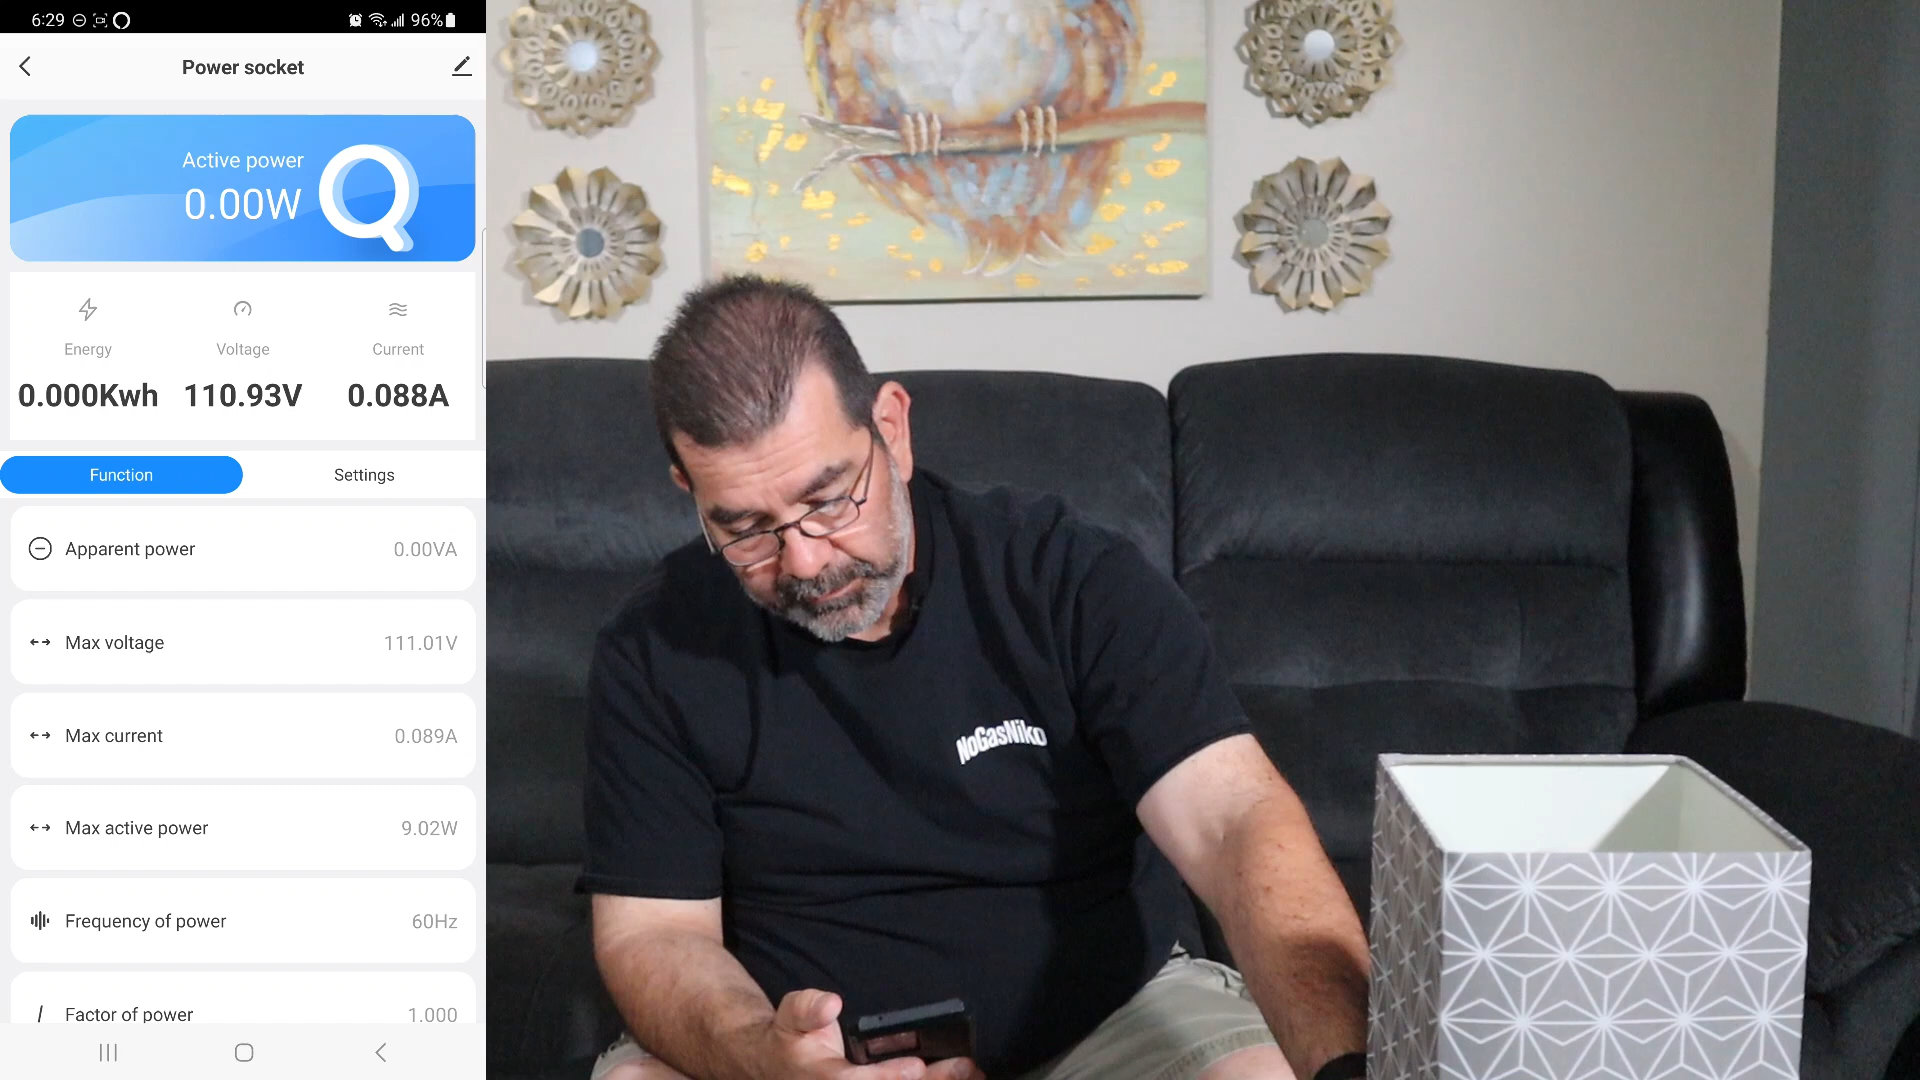 6:29
96%
Power socket
Active power
0.00W
Energy
Voltage
Current
0.000Kwh
110.93V
0.088A
Function
Settings
Apparent power
0.00VA
Max voltage
111.01V
Max current
0.089A
Max active power
9.02W
Frequency of power
60Hz
Factor of power
1.000
NoGasNiko